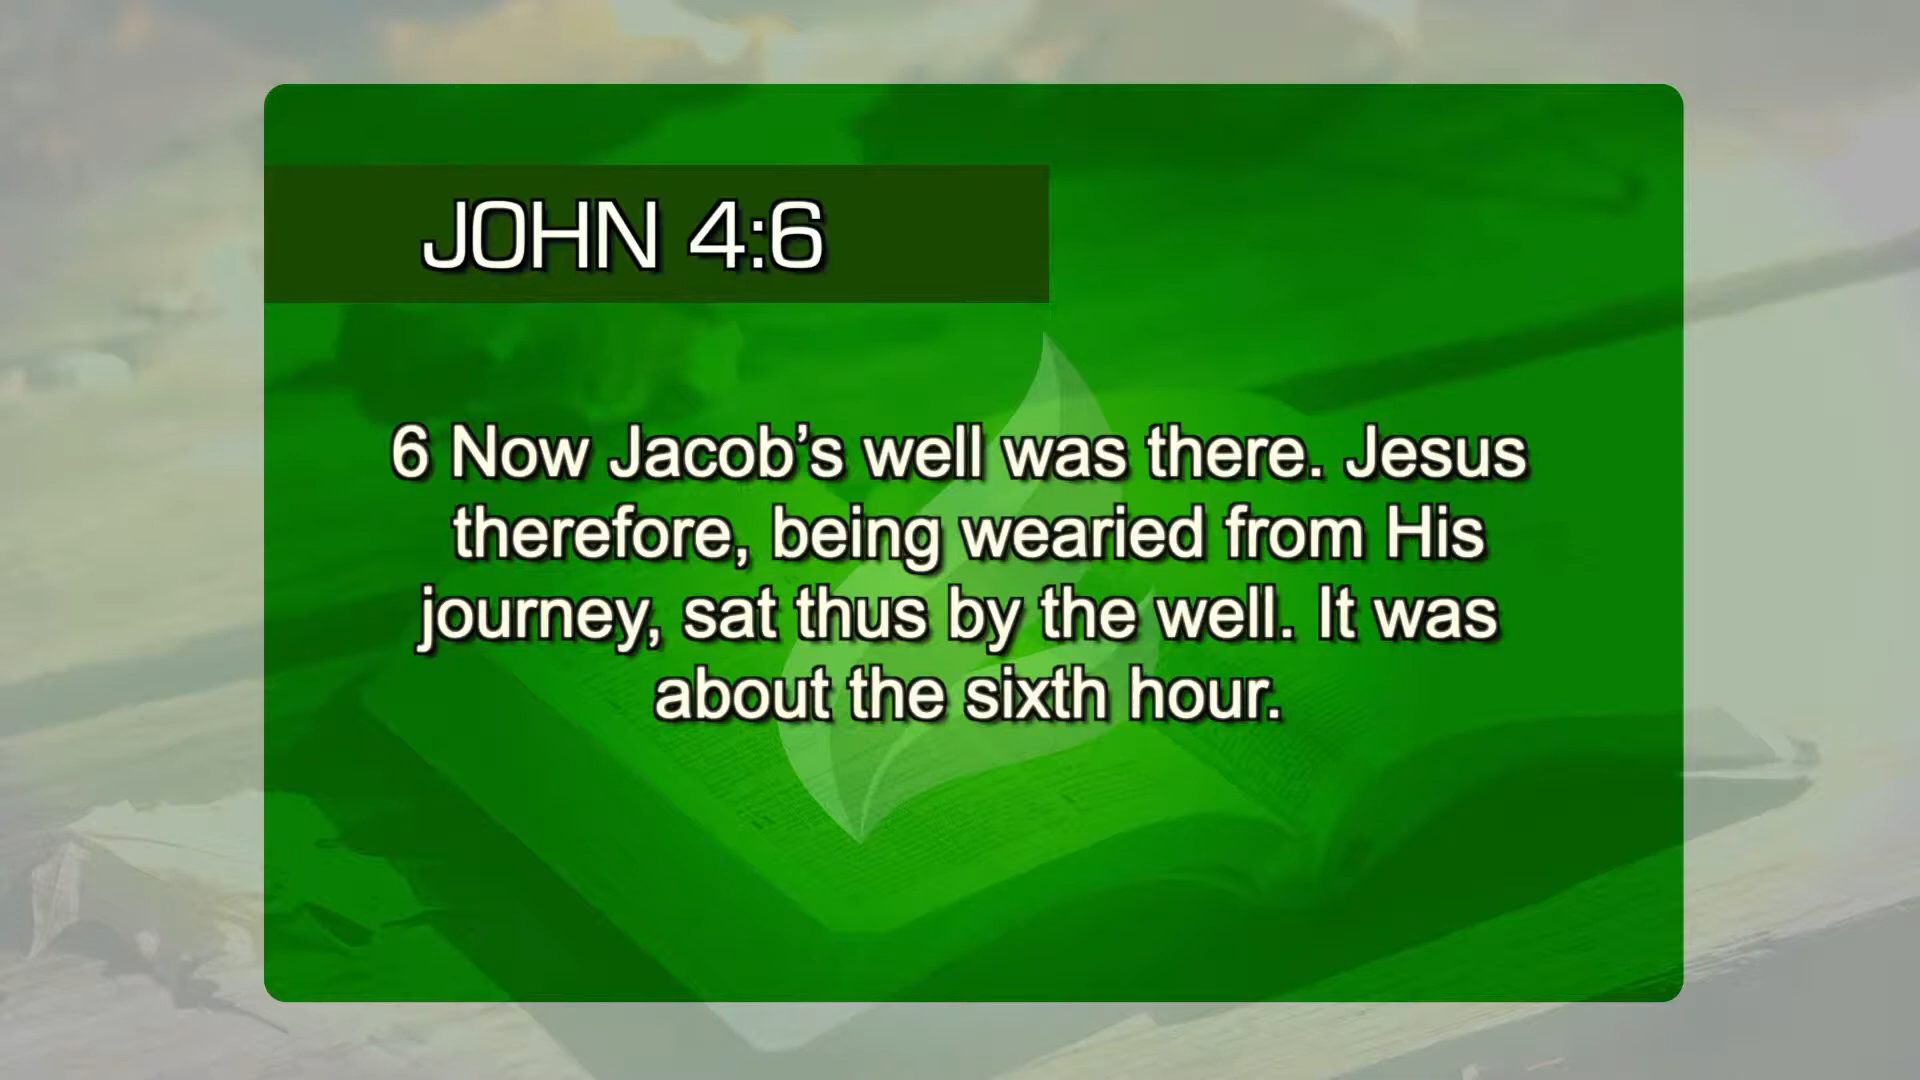 JOHN 4:6
6 Now Jacob’s well was there. Jesus
therefore, being wearied from His
journey, sat thus by the well. It was
about the sixth hour.